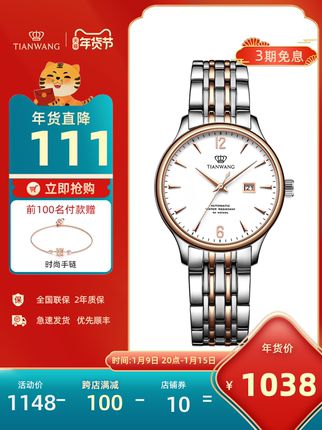 TIANWANG
天猫年货节
3期免息
年货直降
111
立即抢购
前100名付款赠
时尚手链
全国联保 2年质保
急速发货 优先顺丰
TIANWANG
AUTOMATIC
WATER RESISTANT
时间:1月9日 20点-1月15日
活动价 跨店满减 店铺券 年货价
1148- 100 - 10 = ¥ 1038